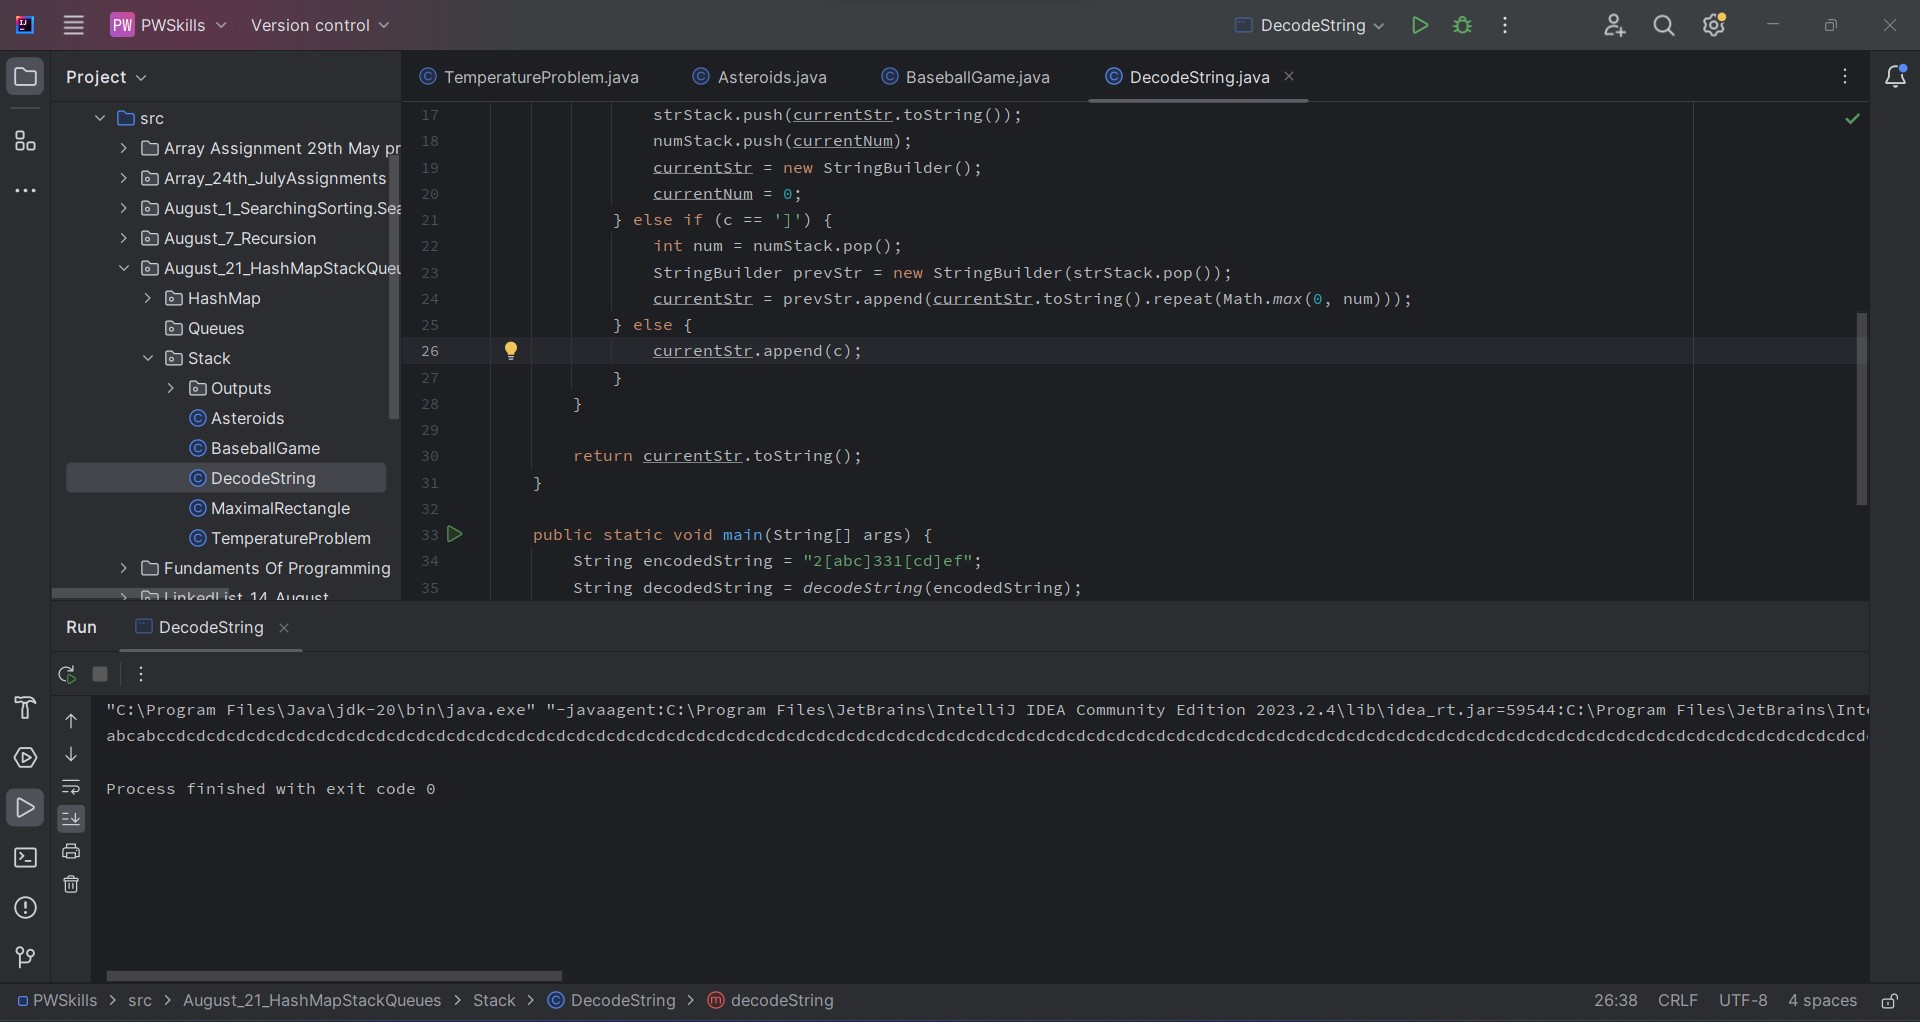 PW PWSkills Version control DecodeString
Project
TemperatureProblem.java Asteroids.java BaseballGame.java DecodeString.java
src
Array Assignment 29th May pr
Array_24th_JulyAssignments
August_1_SearchingSorting.Sea
August_7_Recursion
August_21_HashMapStackQueu
HashMap
Queues
Stack
Outputs
Asteroids
BaseballGame
DecodeString
MaximalRectangle
TemperatureProblem
Fundaments Of Programming
LinkedList_14_August
17 strStack.push(currentStr.toString());
18 numStack.push(currentNum);
19 currentStr = new StringBuilder();
20 currentNum = 0;
21 } else if (c == ']') {
22 int num = numStack.pop();
23 StringBuilder prevStr = new StringBuilder(strStack.pop());
24 currentStr = prevStr.append(currentStr.toString().repeat(Math.max(0, num)));
25 } else {
26 currentStr.append(c);
27 }
28 }
29
30 return currentStr.toString();
31 }
32
33 public static void main(String[] args) {
34 String encodedString = "2[abc]331[cd]ef";
35 String decodedString = decodeString(encodedString);
Run DecodeString
"C:\Program Files\Java\jdk-20\bin\java.exe" "-javaagent:C:\Program Files\JetBrains\IntelliJ IDEA Community Edition 2023.2.4\lib\idea_rt.jar=59544:C:\Program Files\JetBrains\Inte
Process finished with exit code 0
PWSkills > src > August_21_HashMapStackQueues > Stack > DecodeString > decodeString 26:38 CRLF UTF-8 4 spaces